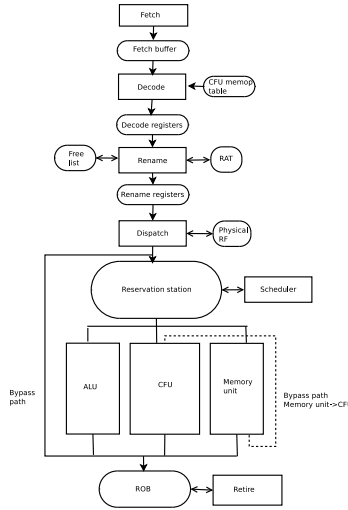 Fetch
Fetch buffer
Decode
CFU memop
table
Decode registers
Free
list
Rename
RAT
Rename registers
Dispatch
Physical
RF
Reservation station
Scheduler
ALU
CFU
Memory
unit
Bypass
path
Bypass path
Memory unit->CF
ROB
Retire